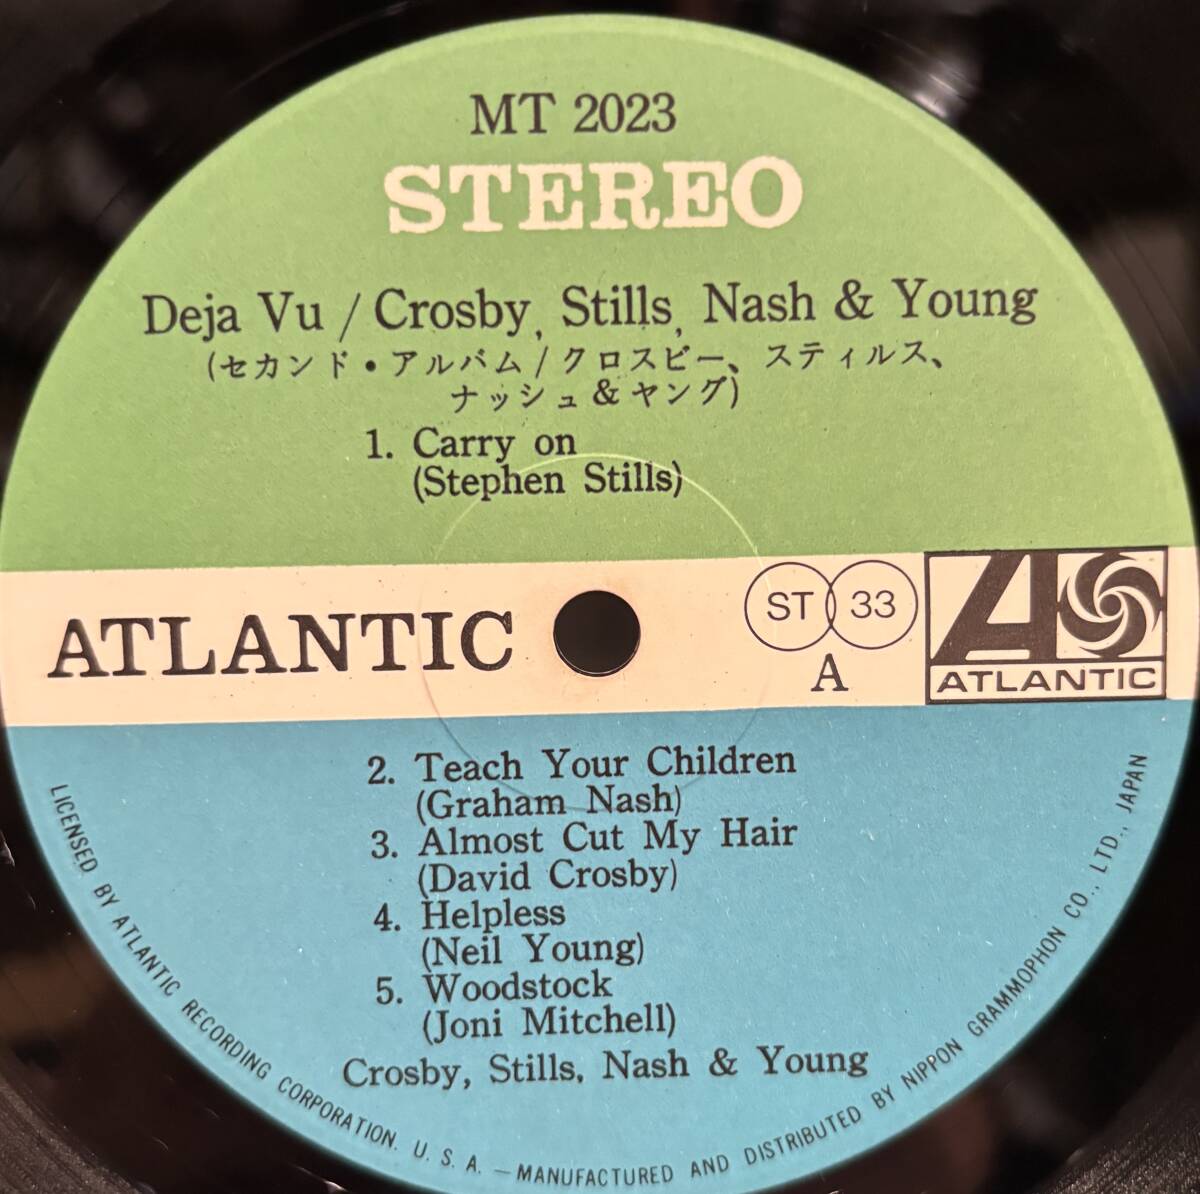 MT 2023
STEREO
Deja Vu / Crosby, Stills, Nash & Young
(セカンド・アルバム / クロスビー、スティルス、
ナッシュ&ヤング)
1. Carry on
(Stephen Stills)
ATLANTIC
ST 33
A
ATLANTIC
2. Teach Your Children
(Graham Nash)
3. Almost Cut My Hair
(David Crosby)
4. Helpless
(Neil Young)
5. Woodstock
(Joni Mitchell)
Crosby, Stills, Nash & Young
LICENSED BY ATLANTIC RECORDING CORPORATION. U. S. A. — MANUFACTURED AND DISTRIBUTED BY NIPPON GRAMMOPHON CO., LTD., JAPAN